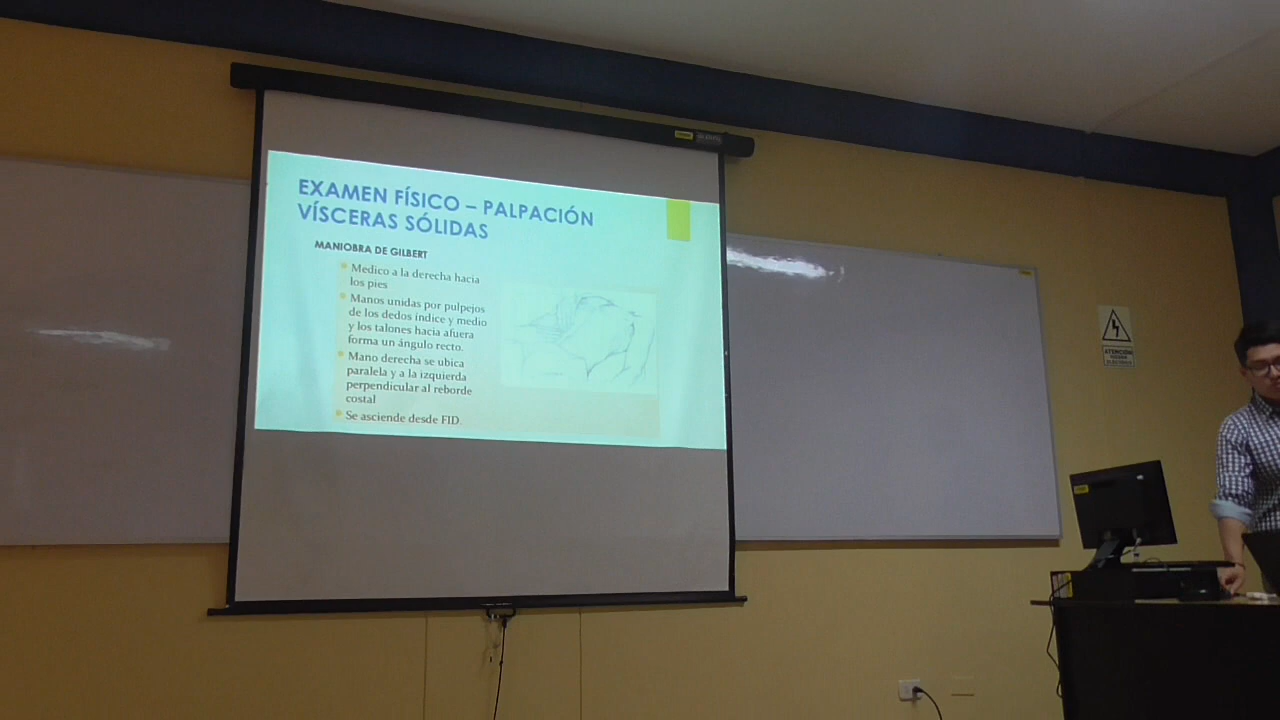 EXAMEN FÍSICO – PALPACIÓN
VÍSCERAS SÓLIDAS
MANIOBRA DE GILBERT
Medico a la derecha hacia
los pies
Manos unidas por pulpejos
de los dedos índice y medio
y los talones hacia afuera
forma un ángulo recto.
Mano derecha se ubica
paralela y a la izquierda
perpendicular al reborde
costal
Se asciende desde FID.
ATENCIÓN